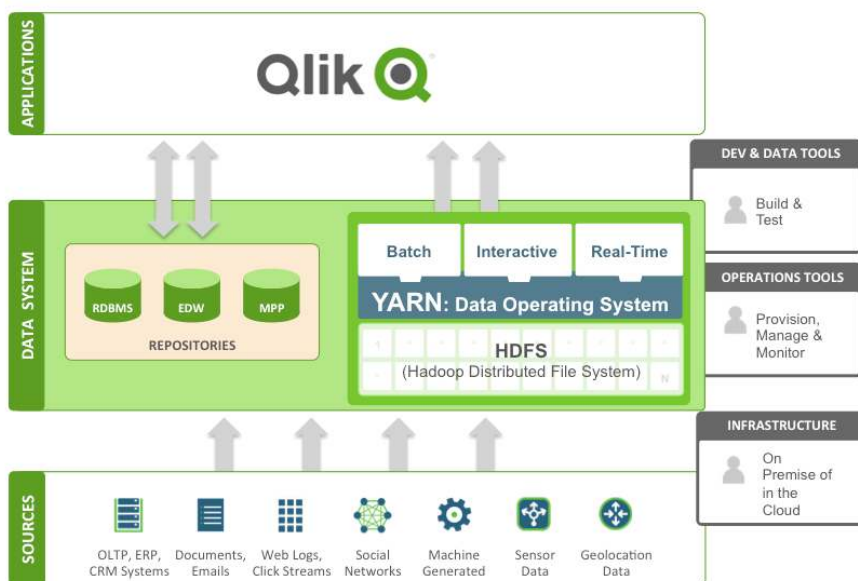 APPLICATIONS
Qlik
DEV & DATA TOOLS
Build &
Test
DATA SYSTEM
RDBMS
EDW
MPP
REPOSITORIES
Batch
Interactive
Real-Time
YARN: Data Operating System
1
HDFS
(Hadoop Distributed File System)
N
OPERATIONS TOOLS
Provision,
Manage &
Monitor
INFRASTRUCTURE
On
Premise of
in the
Cloud
SOURCES
OLTP, ERP,
CRM Systems
Documents,
Emails
Web Logs,
Click Streams
Social
Networks
Machine
Generated
Sensor
Data
Geolocation
Data